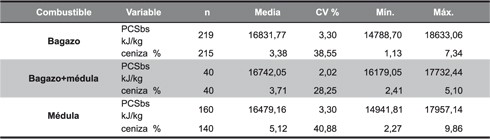 Combustible Variable n Media CV % Mín. Máx.
Bagazo PCSbs kJ/kg 219 16831,77 3,30 14788,70 18633,06
ceniza % 215 3,38 38,55 1,13 7,34
Bagazo+médula PCSbs kJ/kg 40 16742,05 2,02 16179,05 17732,44
ceniza % 40 3,71 28,25 2,41 5,10
Médula PCSbs kJ/kg 160 16479,16 3,30 14941,81 17957,14
ceniza % 140 5,12 40,88 2,27 9,86